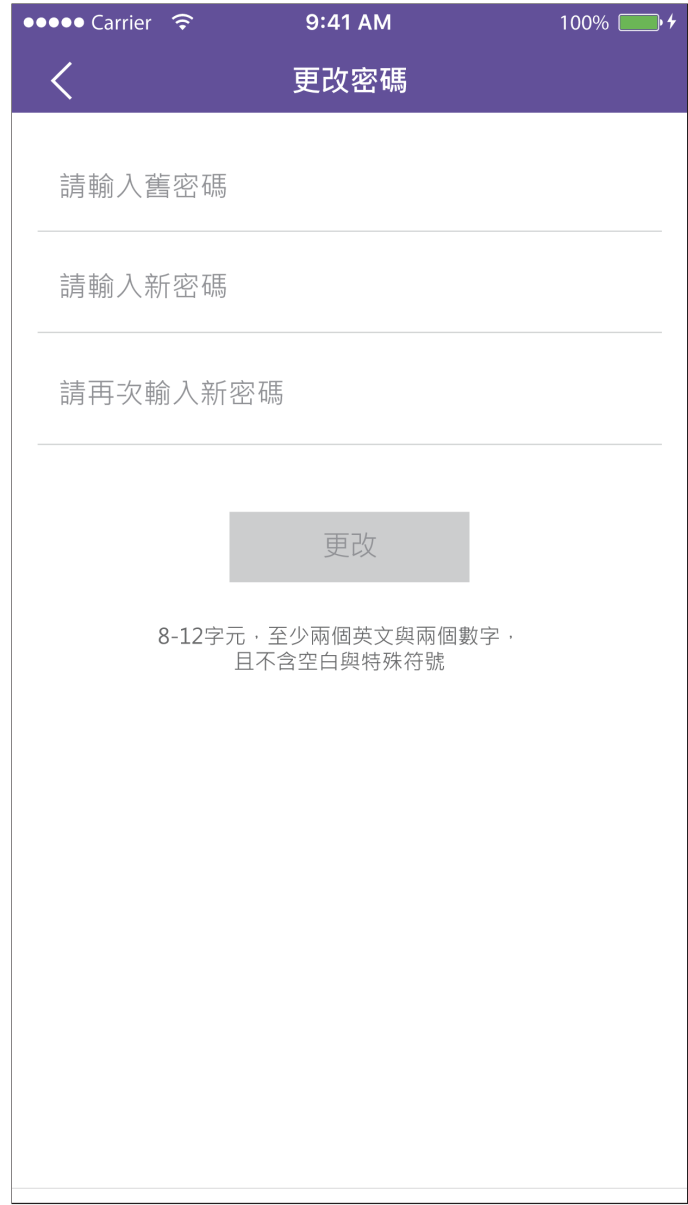 Carrier 9:41 AM 100%
更改密碼
請輸入舊密碼
請輸入新密碼
請再次輸入新密碼
更改
8-12字元，至少兩個英文與兩個數字，
且不含空白與特殊符號